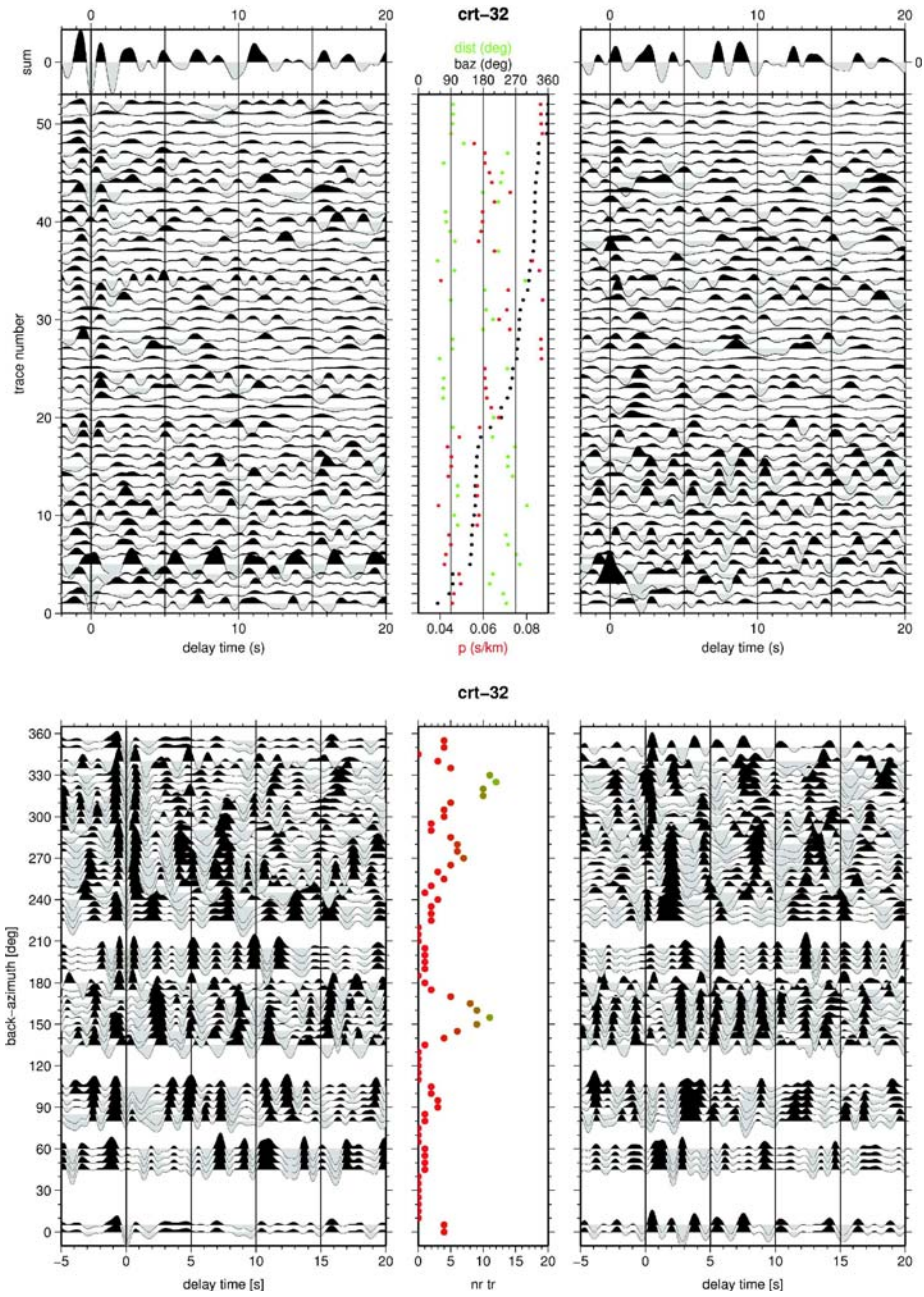 crt-32
0 10 20
dist (deg)
baz (deg)
0 90 180 270 360
0 10 20
sum
0
0
trace number
50
40
30
20
10
0
0 10 20
delay time (s)
0.04 0.06 0.08
p (s/km)
0 10 20
delay time (s)
crt-32
back-azimuth [deg]
360
330
300
270
240
210
180
150
120
90
60
30
0
-5 0 5 10 15 20
delay time [s]
0 5 10 15 20
nr tr
-5 0 5 10 15 20
delay time [s]